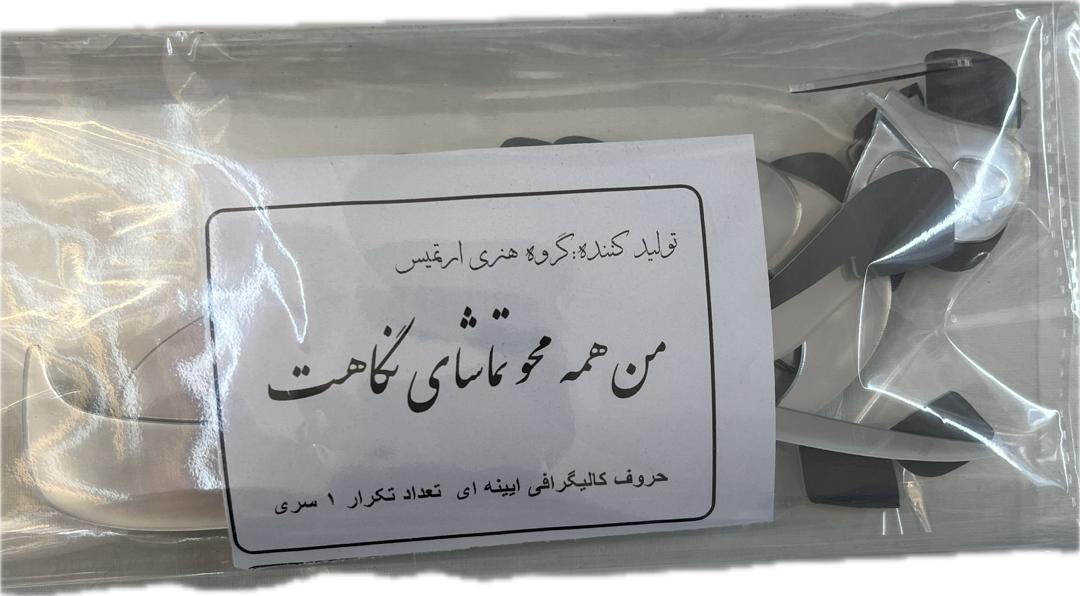 تولید کننده:گروه هنری ارتمیس
من همه محو تماشای نگاهت
حروف کالیگرافی ایینه ای تعداد تکرار ۱ سری